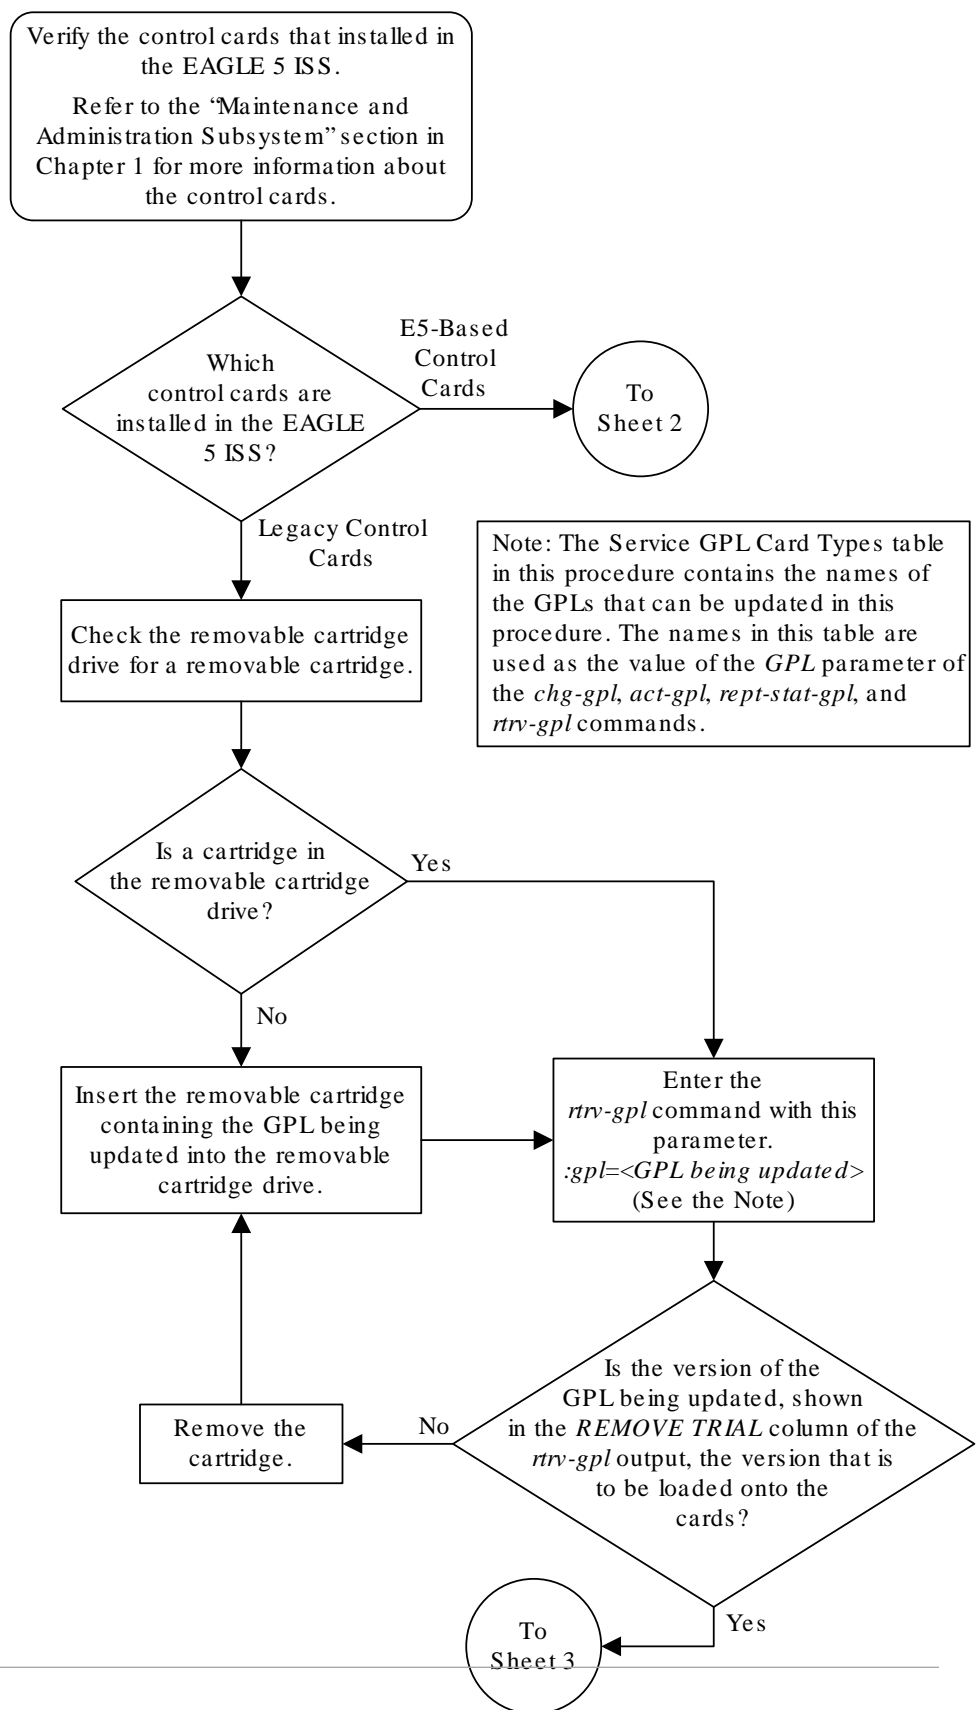 Verify the control cards that installed in
the EAGLE 5 ISS.
Refer to the “Maintenance and
Administration Subsystem” section in
Chapter 1 for more information about
the control cards.
Which
control cards are
installed in the EAGLE
5 ISS?
E5-Based
Control
Cards
To
Sheet 2
Legacy Control
Cards
Note: The Service GPL Card Types table
in this procedure contains the names of
the GPLs that can be updated in this
procedure. The names in this table are
used as the value of the GPL parameter of
the chg-gpl, act-gpl, rept-stat-gpl, and
rtrv-gpl commands.
Check the removable cartridge
drive for a removable cartridge.
Is a cartridge in
the removable cartridge
drive?
Yes
No
Insert the removable cartridge
containing the GPL being
updated into the removable
cartridge drive.
Enter the
rtrv-gpl command with this
parameter.
:gpl=<GPL being updated>
(See the Note)
Is the version of the
GPL being updated, shown
in the REMOVE TRIAL column of the
rtrv-gpl output, the version that is
to be loaded onto the
cards?
No
Remove the
cartridge.
Yes
To
Sheet 3